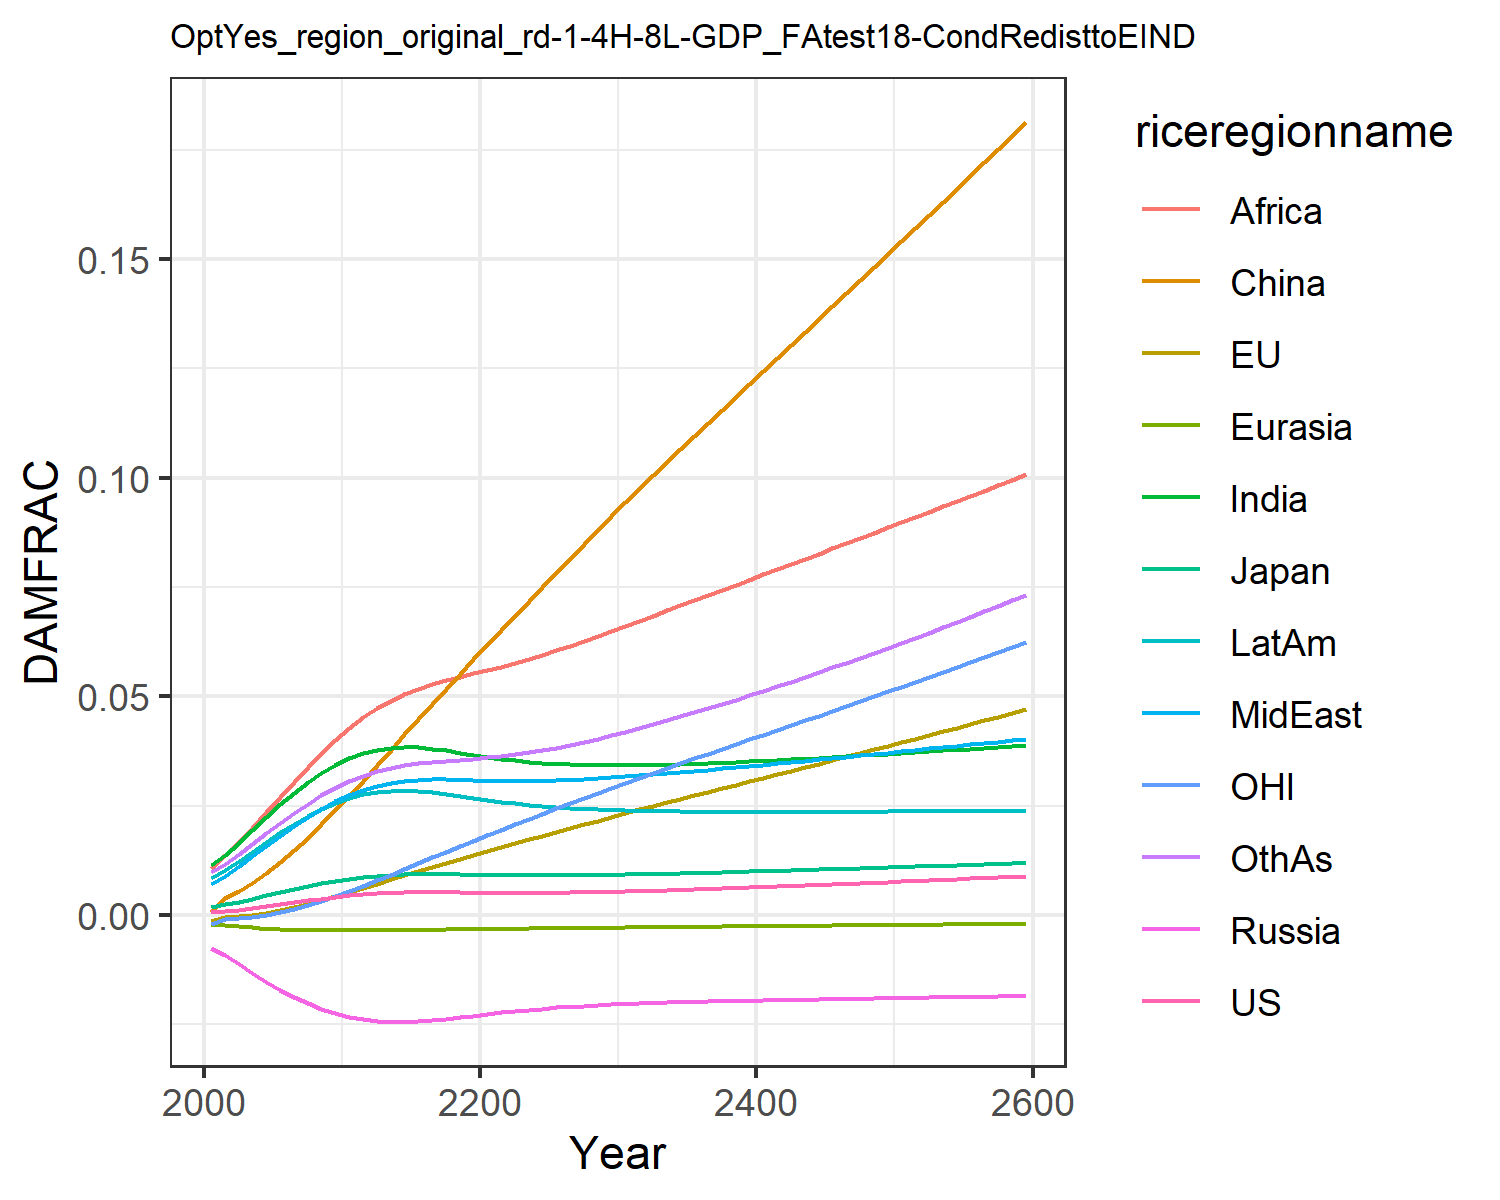 OptYes_region_original_rd-1-4H-8L-GDP_FAtest18-CondRedisttoEIND
riceregionname
Africa
China
EU
Eurasia
India
Japan
LatAm
MidEast
OHI
OthAs
Russia
US
DAMFRAC
0.15
0.10
0.05
0.00
2000
2200
2400
2600
Year